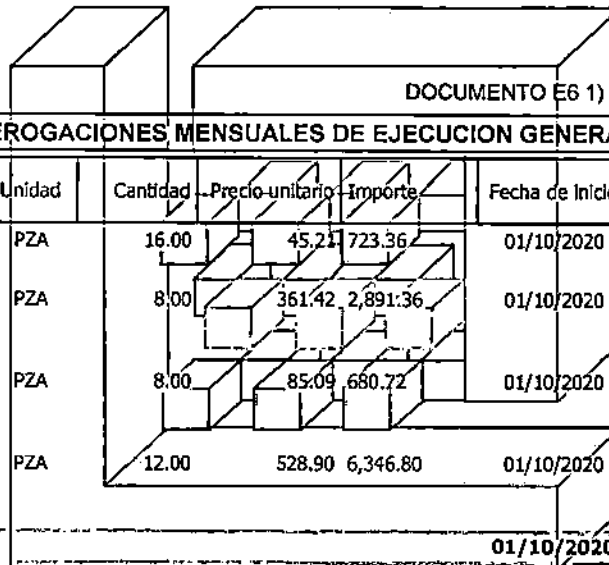 DOCUMENTO E6 1)
EROGACIONES MENSUALES DE EJECUCION GENERA
Unidad Cantidad Precio unitario Importe Fecha de inicio
PZA 16.00 45.21 723.36 01/10/2020
PZA 8.00 361.42 2,891.36 01/10/2020
PZA 8.00 85.09 680.72 01/10/2020
PZA 12.00 528.90 6,346.80 01/10/2020
01/10/2020